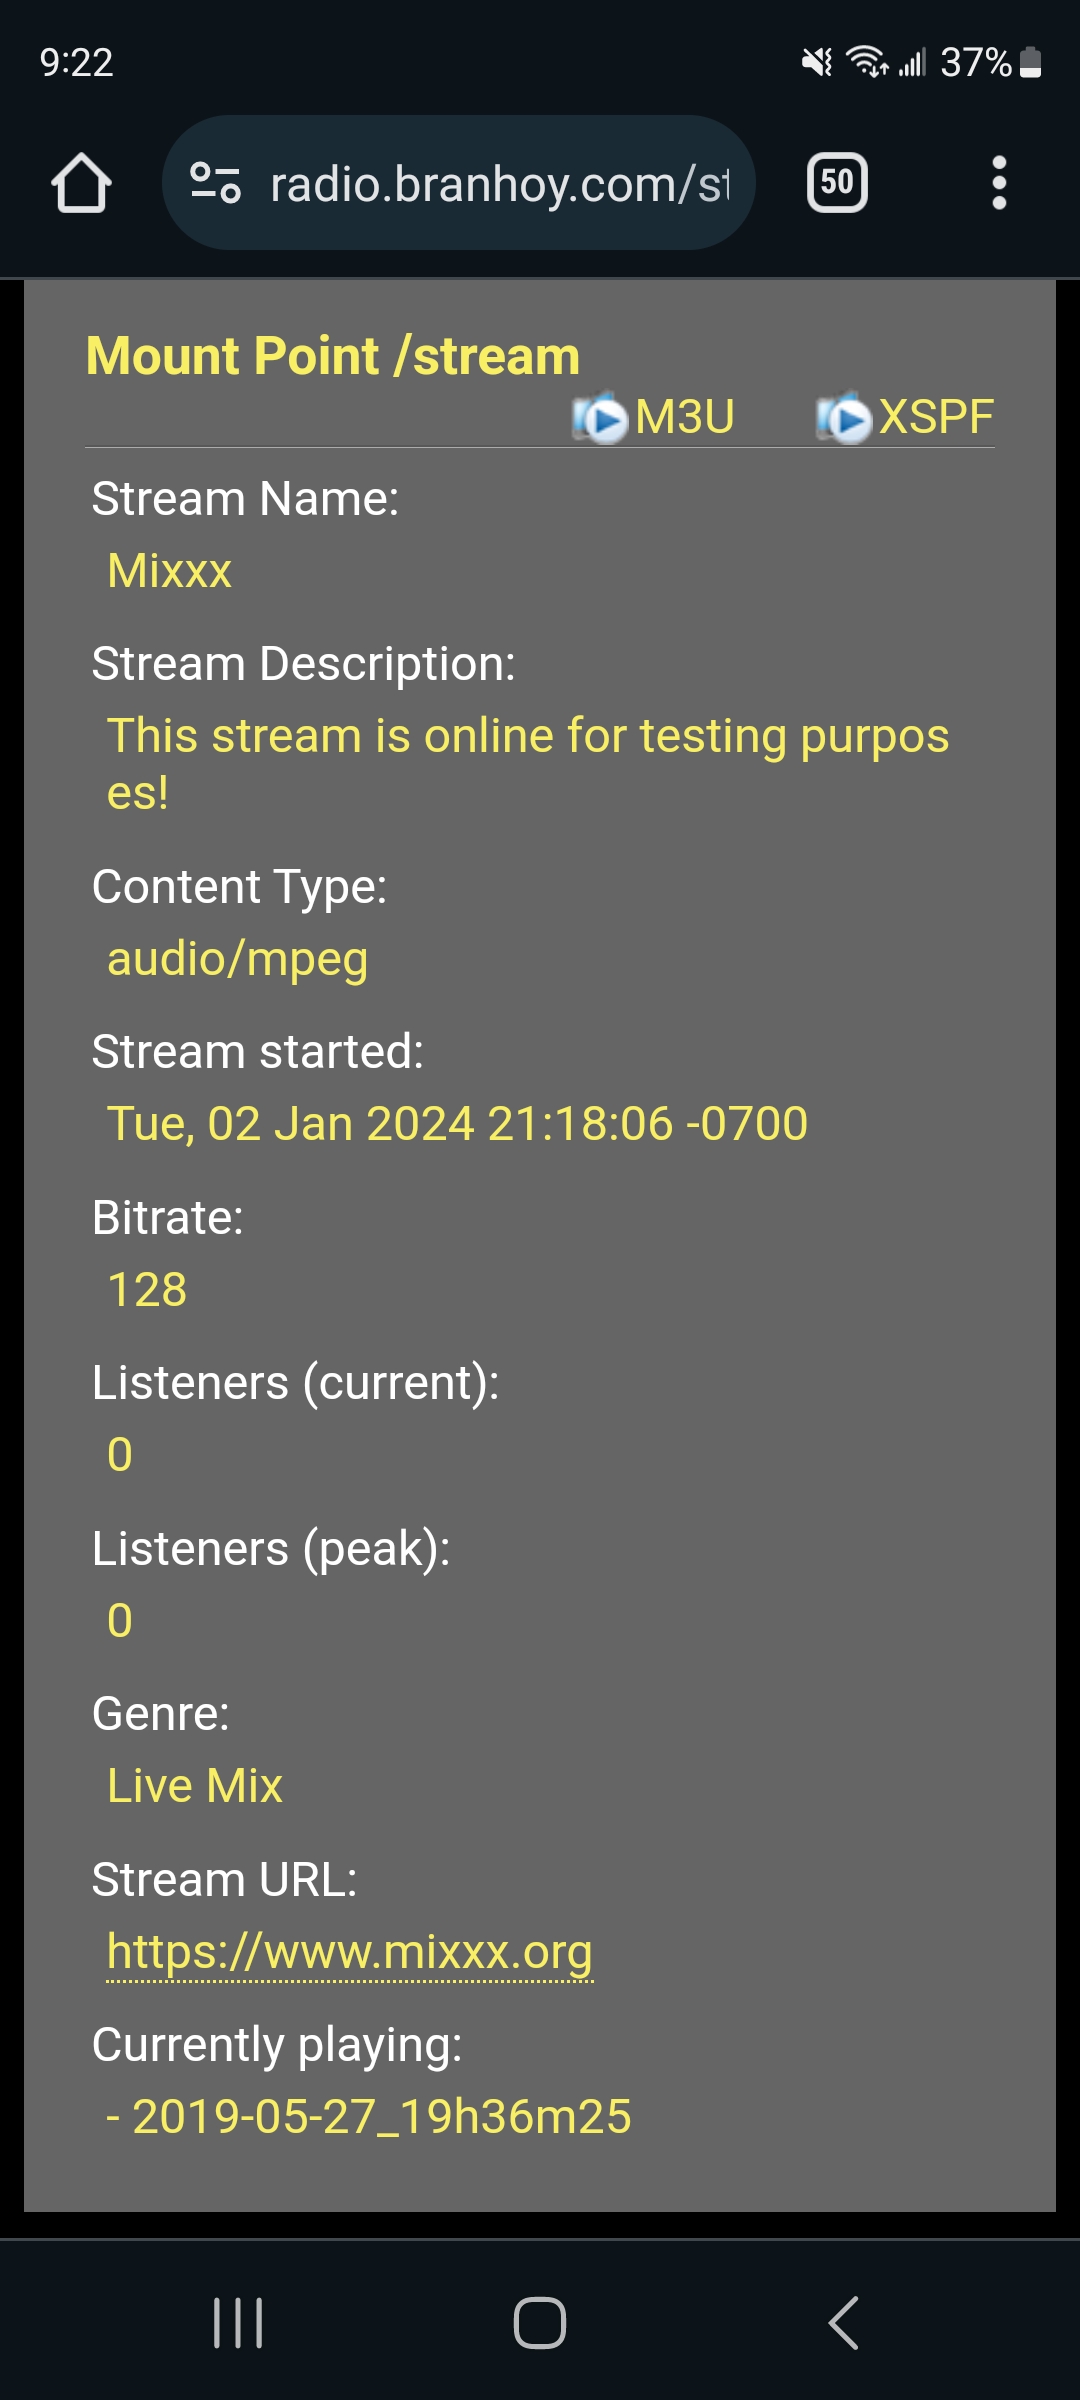 9:22
37%
radio.branhoy.com/st
50
Mount Point /stream
M3U
XSPF
Stream Name:
Mixxx
Stream Description:
This stream is online for testing purpos
es!
Content Type:
audio/mpeg
Stream started:
Tue, 02 Jan 2024 21:18:06 -0700
Bitrate:
128
Listeners (current):
0
Listeners (peak):
0
Genre:
Live Mix
Stream URL:
https://www.mixxx.org
Currently playing:
- 2019-05-27_19h36m25